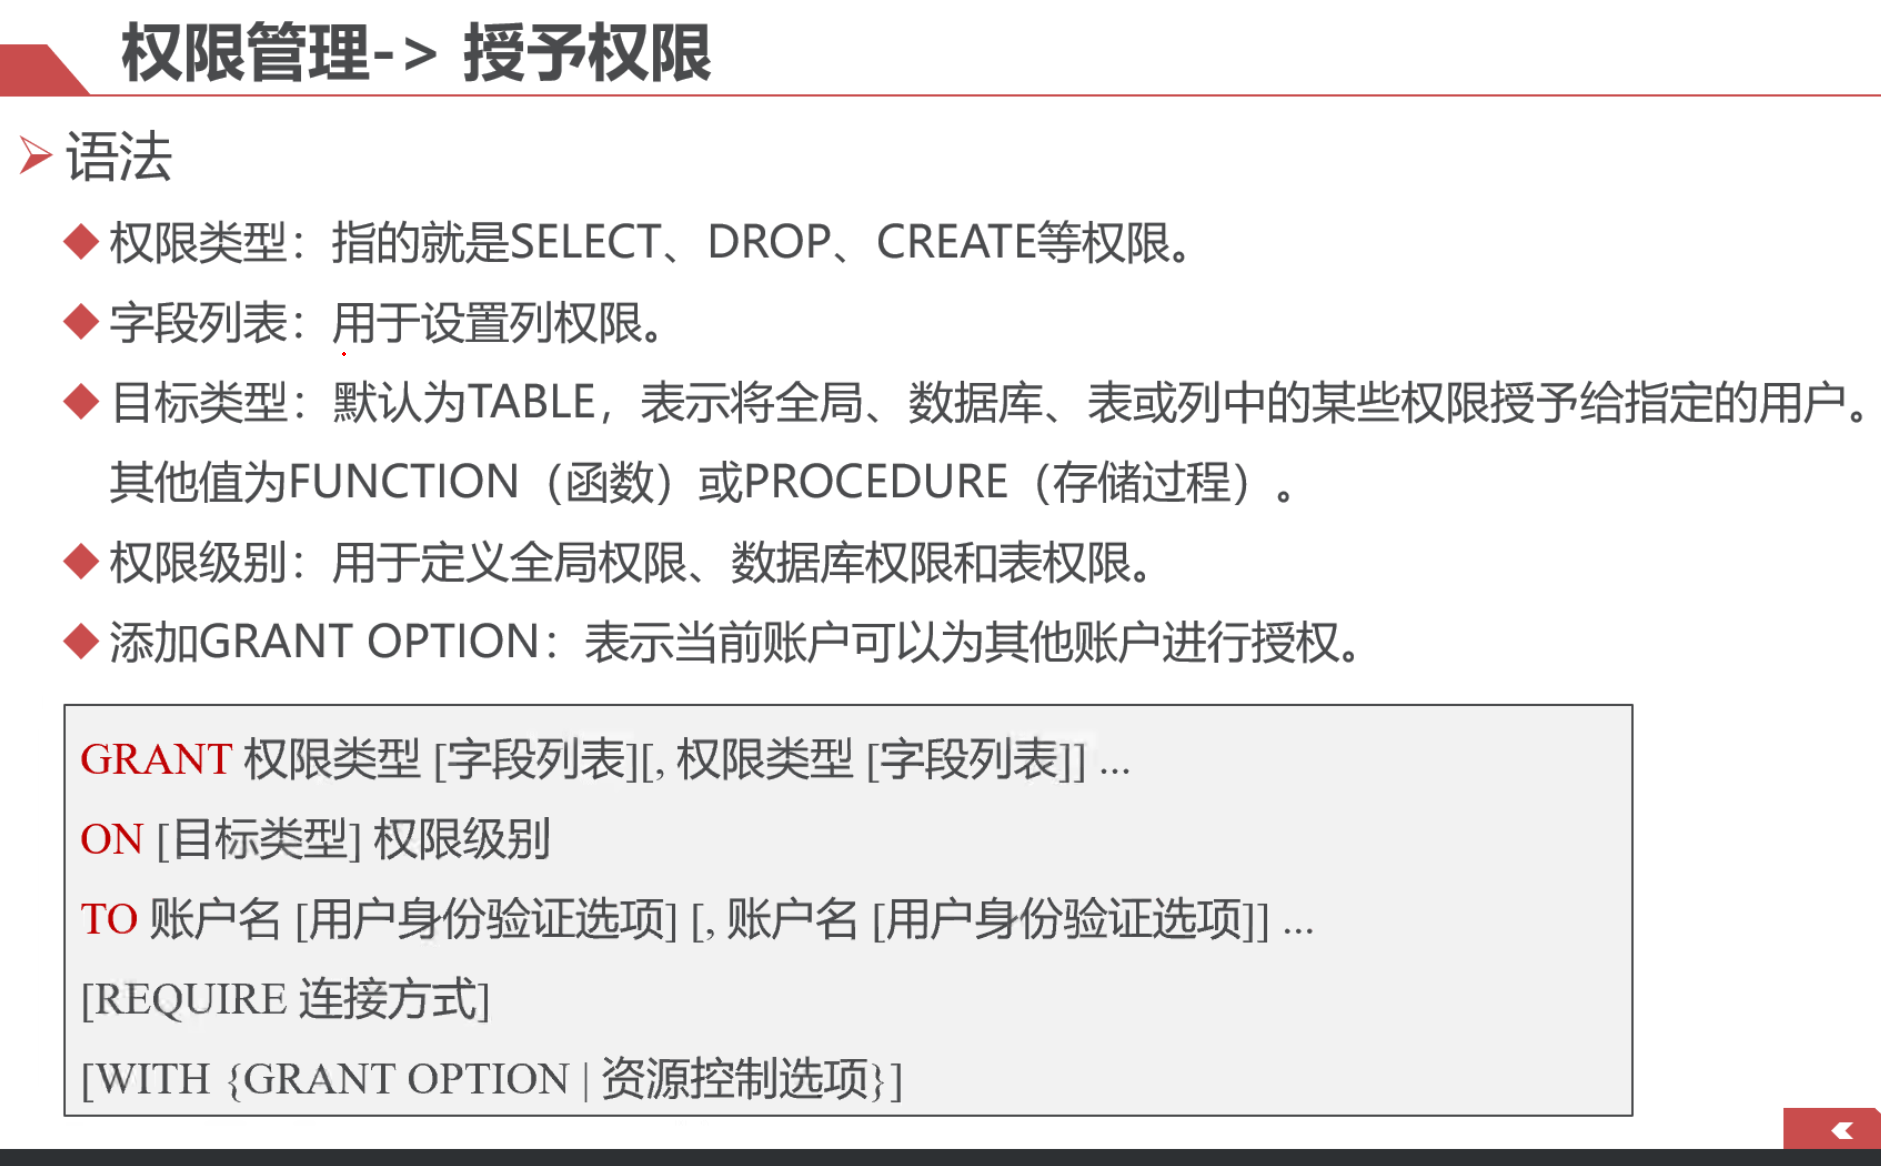 权限管理-> 授予权限
语法
权限类型：指的就是SELECT、DROP、CREATE等权限。
字段列表：用于设置列权限。
目标类型：默认为TABLE，表示将全局、数据库、表或列中的某些权限授予给指定的用户。
其他值为FUNCTION（函数）或PROCEDURE（存储过程）。
权限级别：用于定义全局权限、数据库权限和表权限。
添加GRANT OPTION：表示当前账户可以为其他账户进行授权。
GRANT 权限类型 [字段列表][, 权限类型 [字段列表]] ...
ON [目标类型] 权限级别
TO 账户名 [用户身份验证选项] [, 账户名 [用户身份验证选项]] ...
[REQUIRE 连接方式]
[WITH {GRANT OPTION | 资源控制选项}]